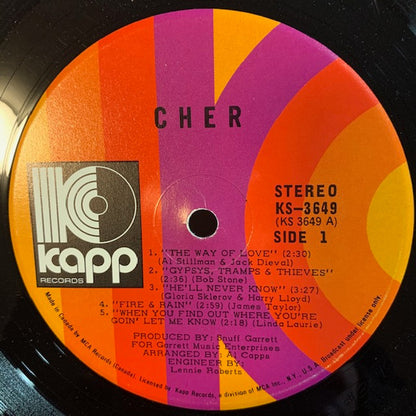 CHER
K
kapp
RECORDS
STEREO
KS-3649
(KS 3649 A)
SIDE 1
1. "THE WAY OF LOVE" (2:30)
(Al Stillman & Jack Dieval)
2. "GYPSYS, TRAMPS & THIEVES"
(2:36) (Bob Stone)
3. "HE'LL NEVER KNOW" (3:27)
(Gloria Sklerov & Harry Lloyd)
4. "FIRE & RAIN" (2:59) (James Taylor)
5. "WHEN YOU FIND OUT WHERE YOU'RE
GOIN' LET ME KNOW (2:18) (Linda Laurie)
PRODUCED BY: Snuff Garrett
FOR Garrett Music Enterprises
ARRANGED BY: Al Capps
ENGINEER BY:
Lennie Roberts
Made in Canada by MCA Records (Canada). Licensed by Kapp Records, a division of MCA Inc., N.Y., U.S.A. Broadcast under license only.